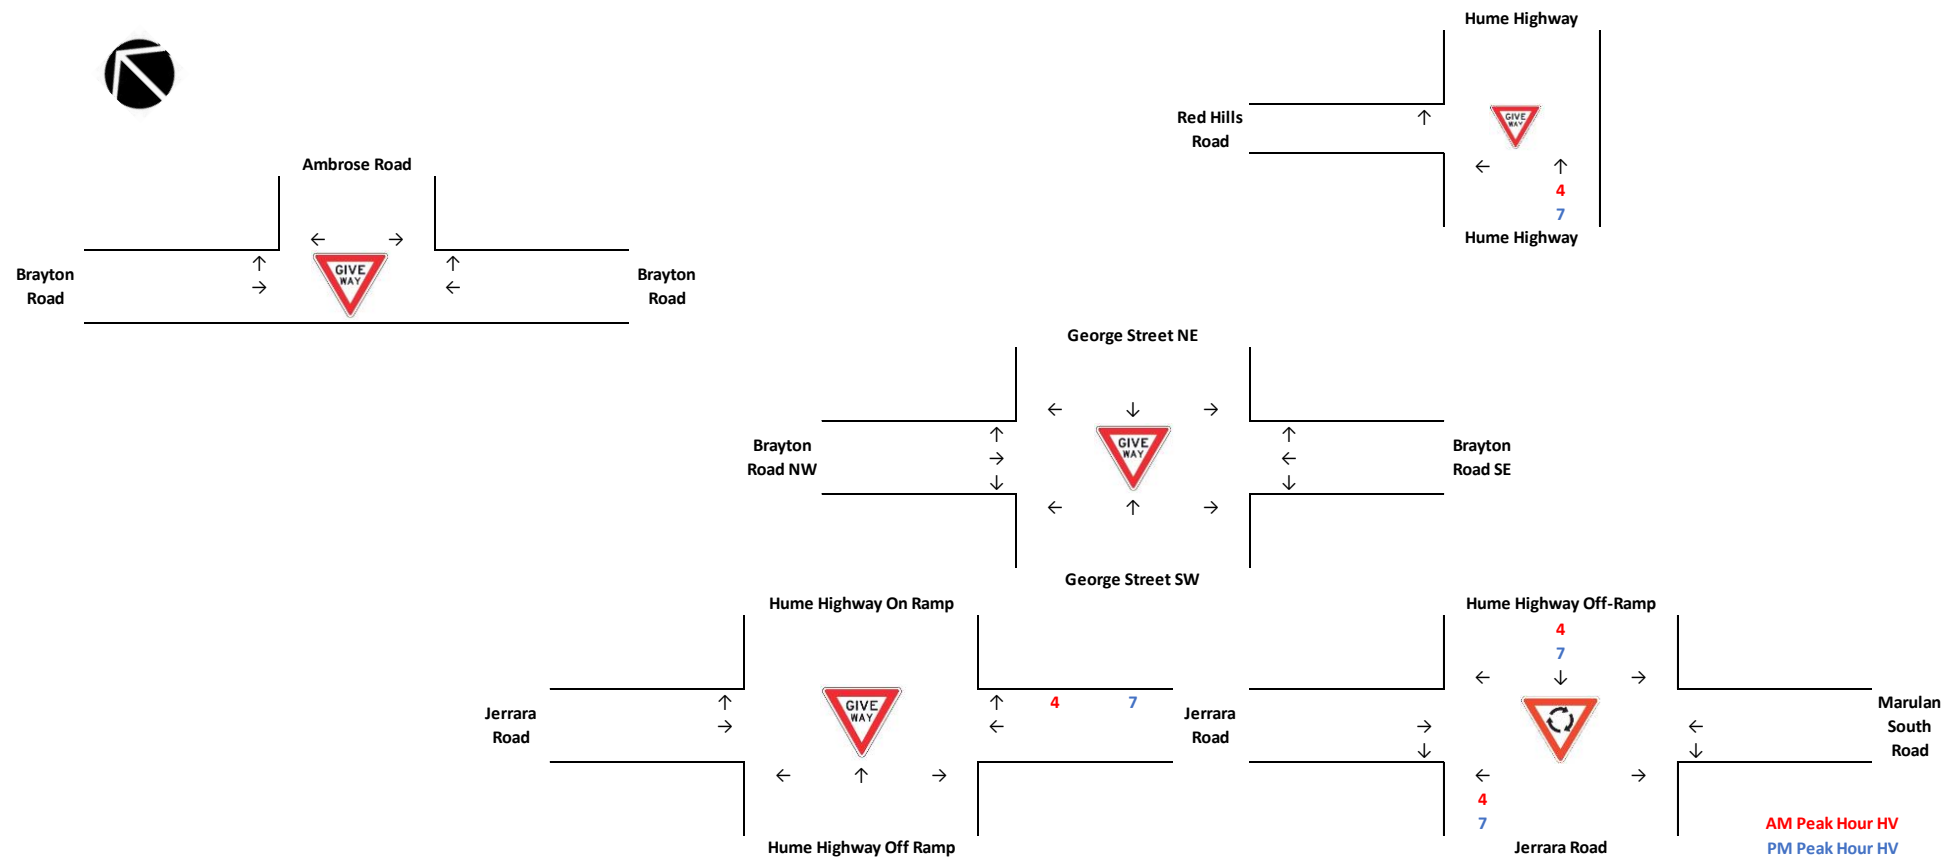 Hume Highway
Red Hills
Road
↑
GIVE
WAY
← ↑
4
7
Hume Highway
Ambrose Road
← →
Brayton
Road
↑
→
GIVE
WAY
↑
←
Brayton
Road
George Street NE
← ↓ →
Brayton
Road NW
↑
→
↓
GIVE
WAY
↑
←
↓
Brayton
Road SE
← ↑ →
George Street SW
Hume Highway On Ramp
Jerrara
Road
↑
→
GIVE
WAY
↑ 4 7
←
← ↑ →
Hume Highway Off Ramp
Jerrara
Road
Hume Highway Off-Ramp
4
7
← ↓ →
→
↓
←
↓
Marulan
South
Road
← →
4
7
Jerrara Road
AM Peak Hour HV
PM Peak Hour HV